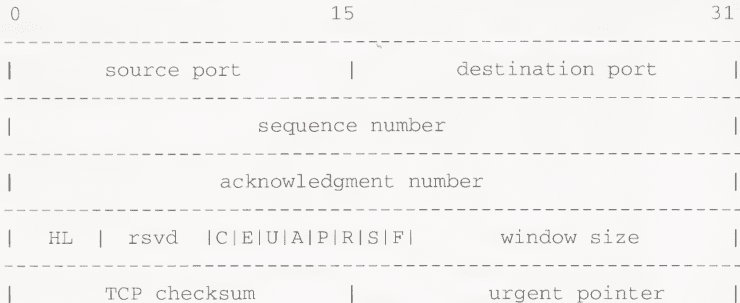 0 15 31
-----------------------------------------------------------------
| source port | destination port |
-----------------------------------------------------------------
| sequence number |
-----------------------------------------------------------------
| acknowledgment number |
-----------------------------------------------------------------
| HL | rsvd |C|E|U|A|P|R|S|F| window size |
-----------------------------------------------------------------
| TCP checksum | urgent pointer |